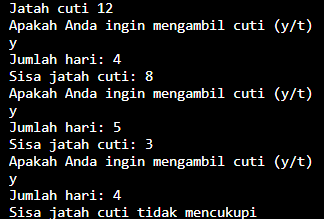 Jatah cuti 12
Apakah Anda ingin mengambil cuti (y/t)
y
Jumlah hari: 4
Sisa jatah cuti: 8
Apakah Anda ingin mengambil cuti (y/t)
y
Jumlah hari: 5
Sisa jatah cuti: 3
Apakah Anda ingin mengambil cuti (y/t)
y
Jumlah hari: 4
Sisa jatah cuti tidak mencukupi